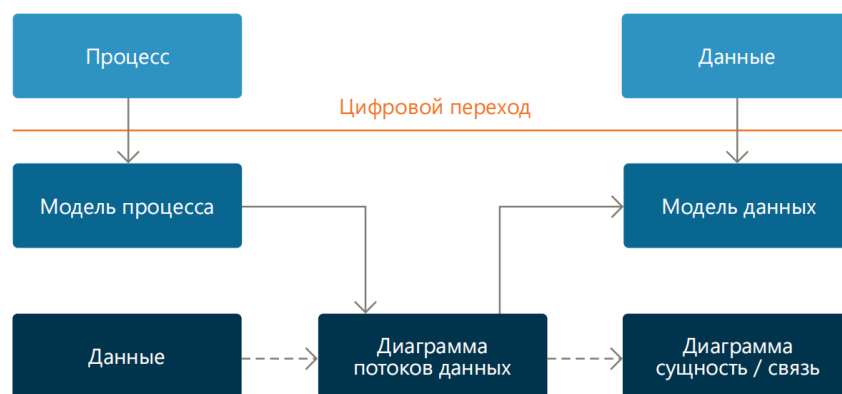 Процесс
Данные
Цифровой переход
Модель процесса
Модель данных
Данные
Диаграмма
потоков данных
Диаграмма
сущность / связь